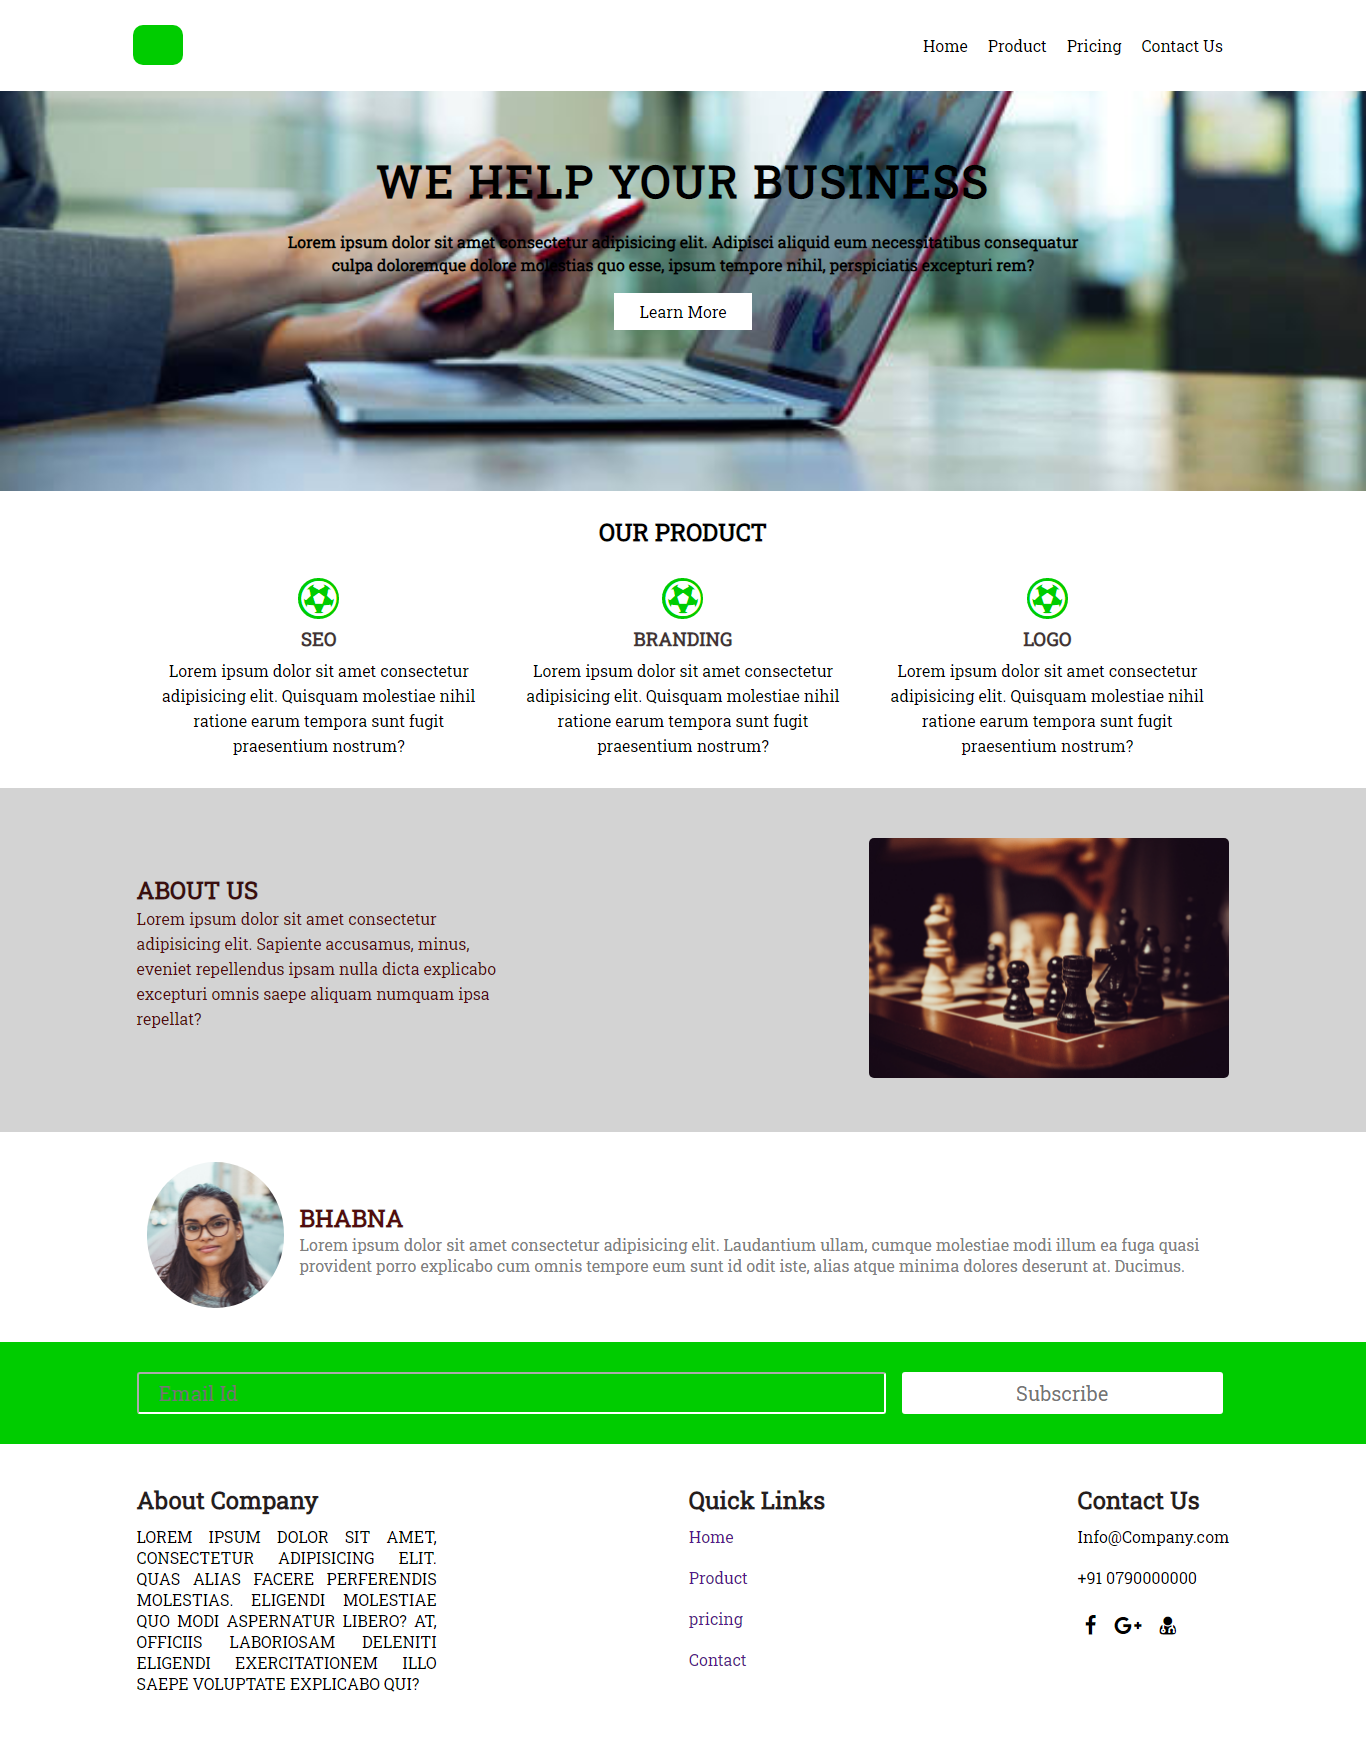 Home Product Pricing Contact Us
WE HELP YOUR BUSINESS
Lorem ipsum dolor sit amet consectetur adipisicing elit. Adipisci aliquid eum necessitatibus consequatur
culpa doloremque dolore molestias quo esse, ipsum tempore nihil, perspiciatis excepturi rem?
Learn More
OUR PRODUCT
SEO
Lorem ipsum dolor sit amet consectetur
adipisicing elit. Quisquam molestiae nihil
ratione earum tempora sunt fugit
praesentium nostrum?
BRANDING
Lorem ipsum dolor sit amet consectetur
adipisicing elit. Quisquam molestiae nihil
ratione earum tempora sunt fugit
praesentium nostrum?
LOGO
Lorem ipsum dolor sit amet consectetur
adipisicing elit. Quisquam molestiae nihil
ratione earum tempora sunt fugit
praesentium nostrum?
ABOUT US
Lorem ipsum dolor sit amet consectetur
adipisicing elit. Sapiente accusamus, minus,
eveniet repellendus ipsam nulla dicta explicabo
excepturi omnis saepe aliquam numquam ipsa
repellat?
BHABNA
Lorem ipsum dolor sit amet consectetur adipisicing elit. Laudantium ullam, cumque molestiae modi illum ea fuga quasi
provident porro explicabo cum omnis tempore eum sunt id odit iste, alias atque minima dolores deserunt at. Ducimus.
Email Id
Subscribe
About Company
LOREM IPSUM DOLOR SIT AMET,
CONSECTETUR ADIPISICING ELIT.
QUAS ALIAS FACERE PERFERENDIS
MOLESTIAS. ELIGENDI MOLESTIAE
QUO MODI ASPERNATUR LIBERO? AT,
OFFICIIS LABORIOSAM DELENITI
ELIGENDI EXERCITATIONEM ILLO
SAEPE VOLUPTATE EXPLICABO QUI?
Quick Links
Home
Product
pricing
Contact
Contact Us
Info@Company.com
+91 0790000000